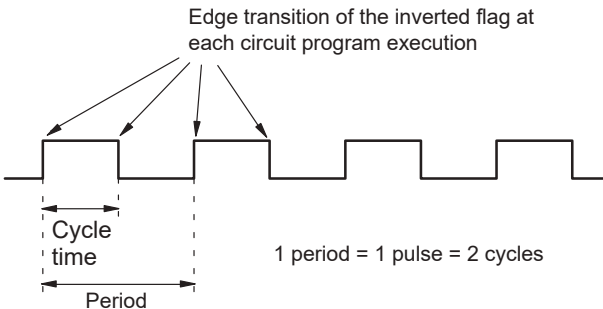 Edge transition of the inverted flag at
each circuit program execution
Cycle
time
1 period = 1 pulse = 2 cycles
Period